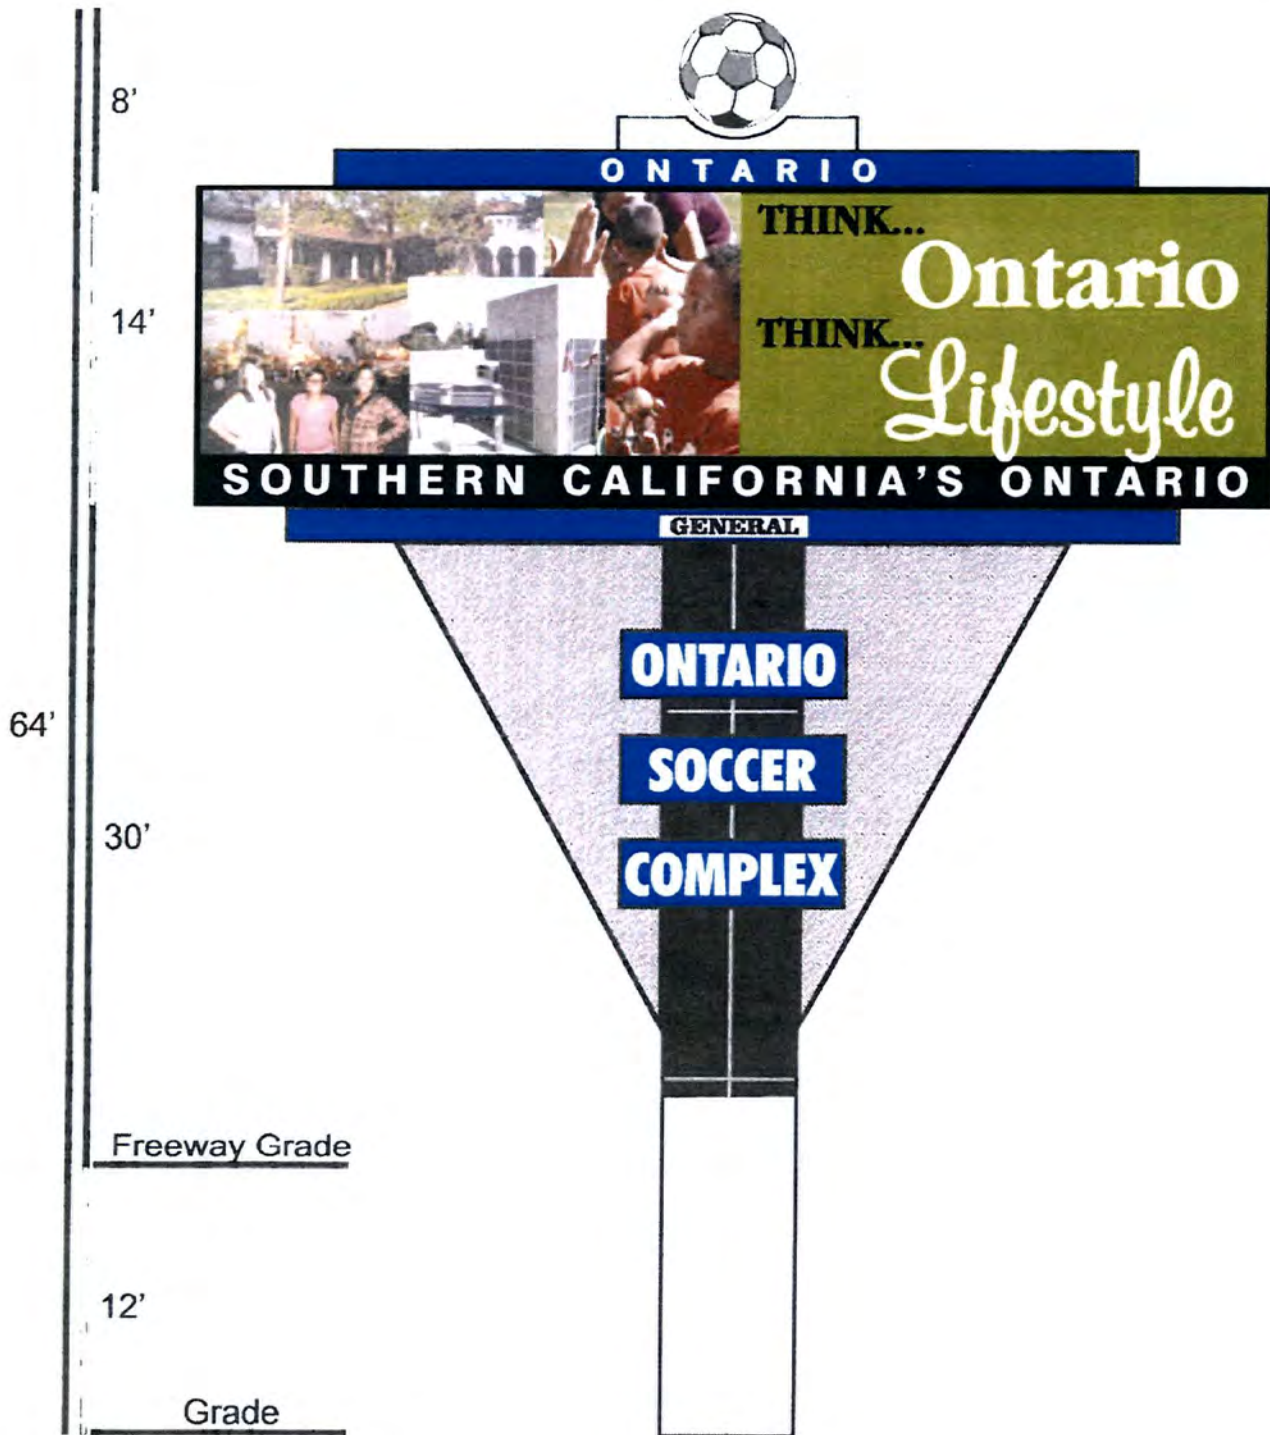 8'
ONTARIO
THINK...
Ontario
14'
THINK...
Lifestyle
SOUTHERN CALIFORNIA'S ONTARIO
GENERAL
ONTARIO
64'
SOCCER
30'
COMPLEX
Freeway Grade
12'
Grade